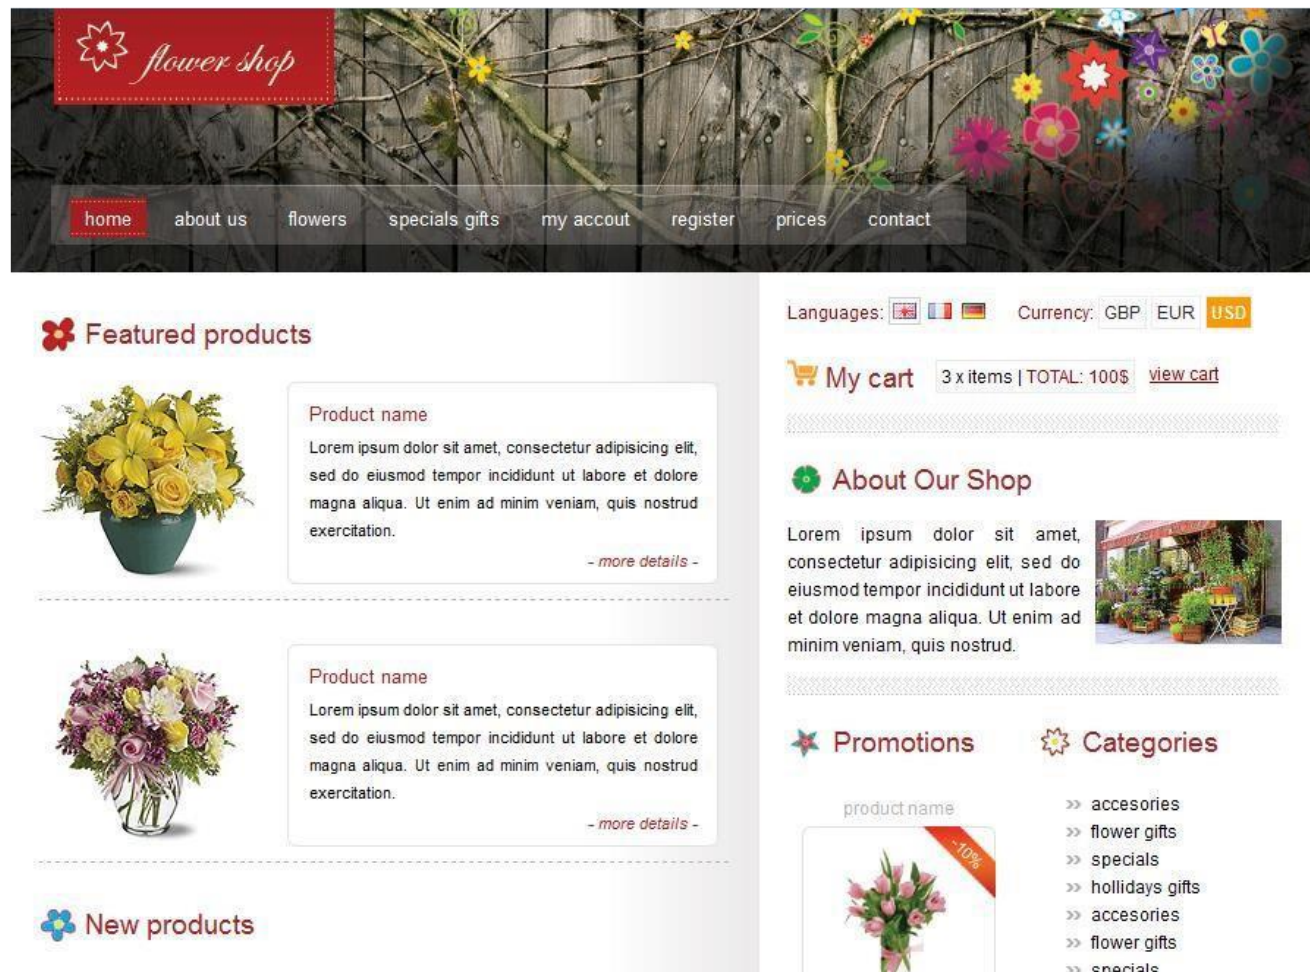 flower shop
home about us flowers specials gifts my accout register prices contact
Featured products
Product name
Lorem ipsum dolor sit amet, consectetur adipisicing elit,
sed do eiusmod tempor incididunt ut labore et dolore
magna aliqua. Ut enim ad minim veniam, quis nostrud
exercitation.
- more details -
Product name
Lorem ipsum dolor sit amet, consectetur adipisicing elit,
sed do eiusmod tempor incididunt ut labore et dolore
magna aliqua. Ut enim ad minim veniam, quis nostrud
exercitation.
- more details -
New products
Languages: Currency: GBP EUR USD
My cart 3 x items | TOTAL: 100$ view cart
About Our Shop
Lorem ipsum dolor sit amet,
consectetur adipisicing elit, sed do
eiusmod tempor incididunt ut labore
et dolore magna aliqua. Ut enim ad
minim veniam, quis nostrud.
Promotions
product name
-10%
Categories
accesories
flower gifts
specials
hollidays gifts
accesories
flower gifts
specials